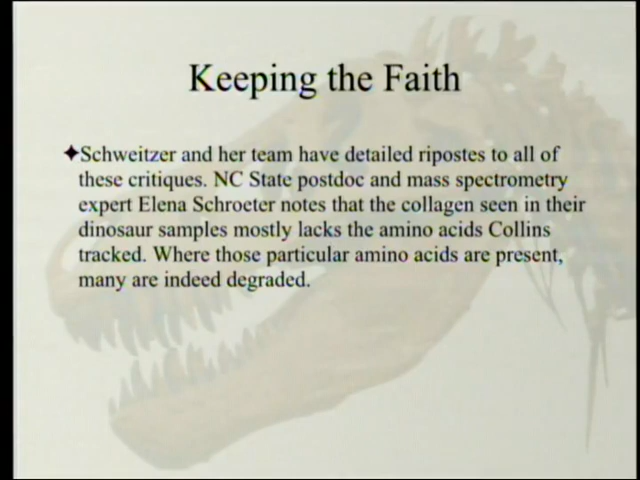 Keeping the Faith
✦Schweitzer and her team have detailed ripostes to all of
these critiques. NC State postdoc and mass spectrometry
expert Elena Schroeter notes that the collagen seen in their
dinosaur samples mostly lacks the amino acids Collins
tracked. Where those particular amino acids are present,
many are indeed degraded.